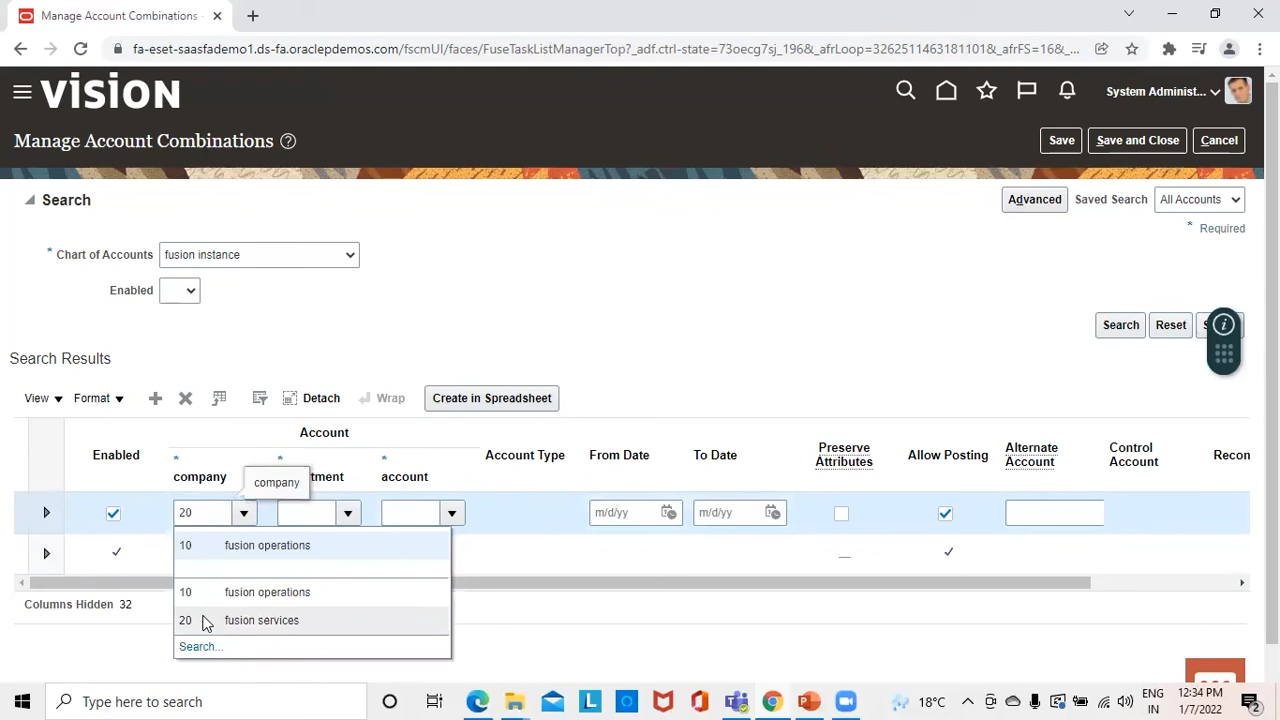 Manage Account Combinations -
fa-eset-saasfademo1.ds-fa.oraclepdemos.com/fscmUI/faces/FuseTaskListManagerTop?_adf.ctrl-state=73oecg7sj_196&_afrLoop=3262511463181101&_afrFS=16&_...
VISION
System Administ...
Manage Account Combinations
Save
Save and Close
Cancel
Search
Advanced
Saved Search
All Accounts
* Required
* Chart of Accounts
fusion instance
Enabled
Search
Reset
Search Results
View
Format
Detach
Wrap
Create in Spreadsheet
Account
Enabled
* company
* tment
* account
Account Type
From Date
To Date
Preserve Attributes
Allow Posting
Alternate Account
Control Account
Recon
company
20
m/d/yy
m/d/yy
10 fusion operations
10 fusion operations
20 fusion services
Search...
Columns Hidden 32
Type here to search
18°C
ENG
IN
12:34 PM
1/7/2022
2